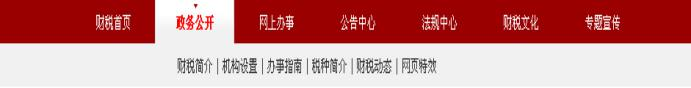 财税首页 政务公开 网上办事 公告中心 法规中心 财税文化 专题宣传
财税简介 | 机构设置 | 办事指南 | 税种简介 | 财税动态 | 网页特效